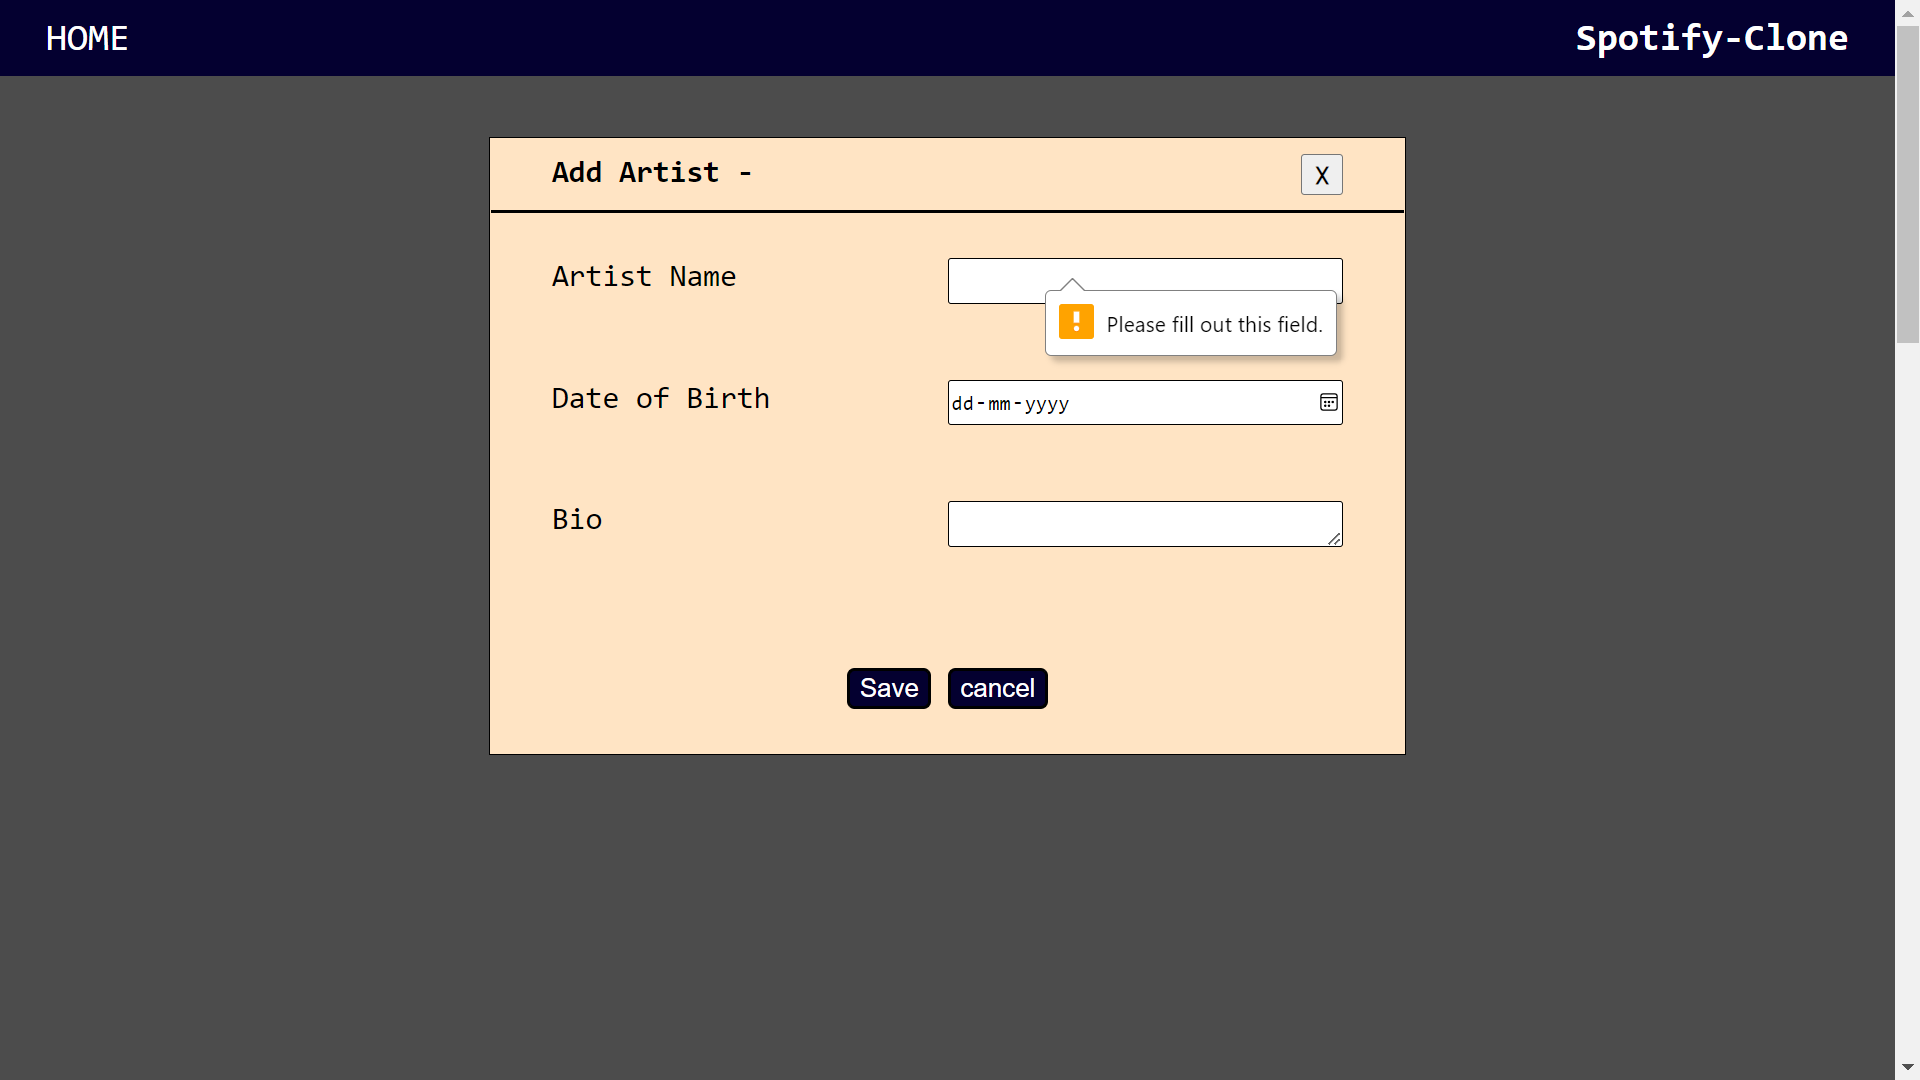 HOME
Spotify-Clone
Add Artist -
X
Artist Name
Please fill out this field.
Date of Birth
dd-mm-yyyy
Bio
Save
cancel